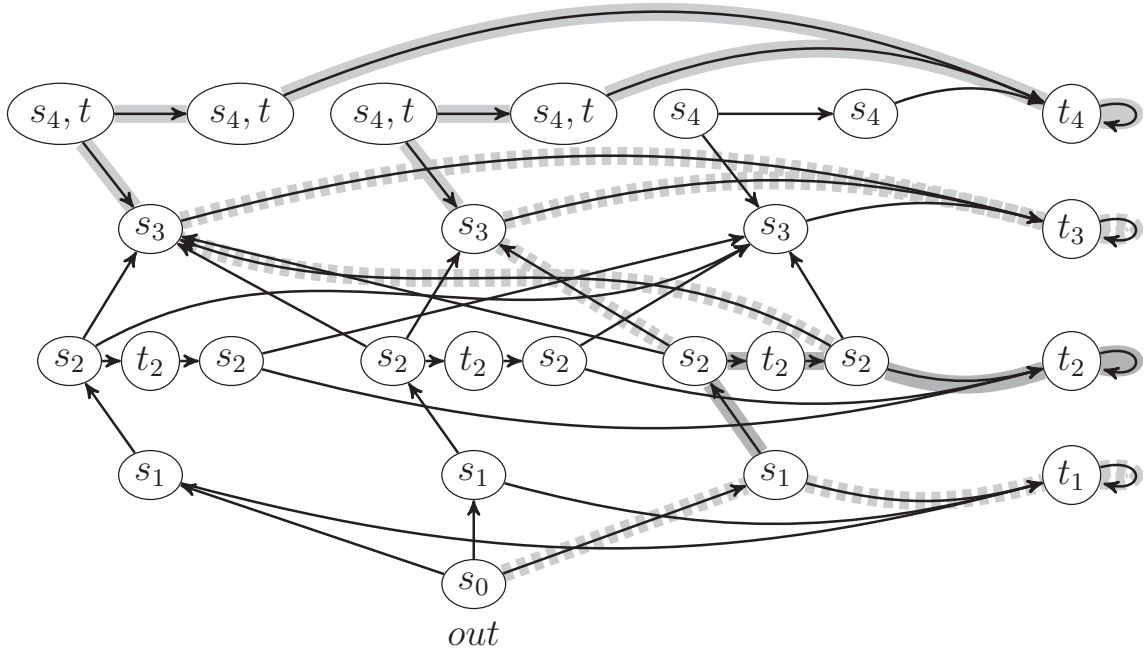 s₄, t s₄, t s₄, t s₄, t s₄ s₄ t₄
s₃ s₃ s₃ t₃
s₂ t₂ s₂ s₂ t₂ s₂ s₂ t₂ s₂ t₂
s₁ s₁ s₁ t₁
s₀
out